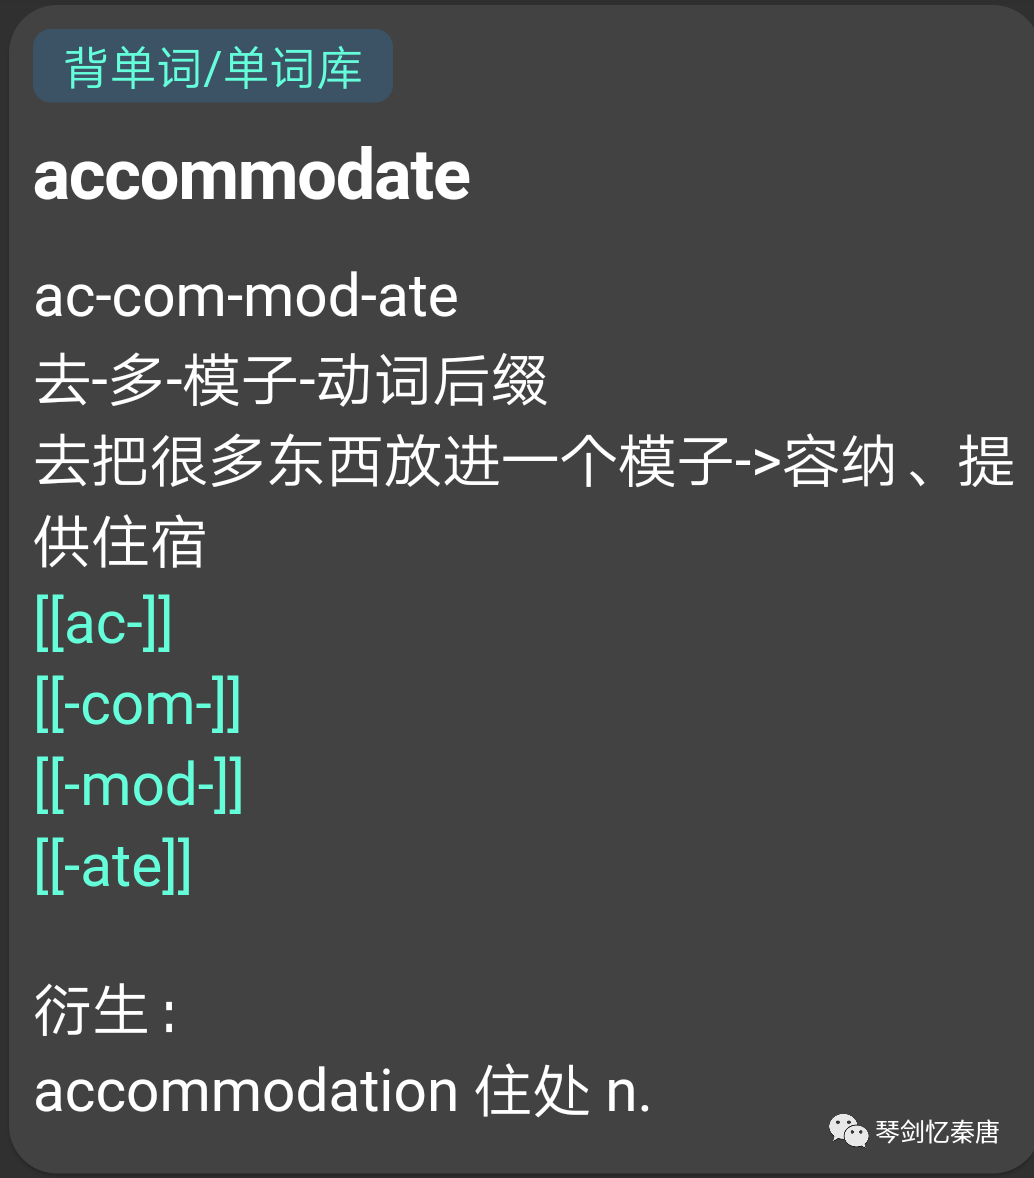 背单词/单词库
accommodate
ac-com-mod-ate
去-多-模子-动词后缀
去把很多东西放进一个模子->容纳、提
供住宿
[[ac-]]
[[-com-]]
[[-mod-]]
[[-ate]]
衍生:
accommodation 住处 n.
琴剑忆秦唐